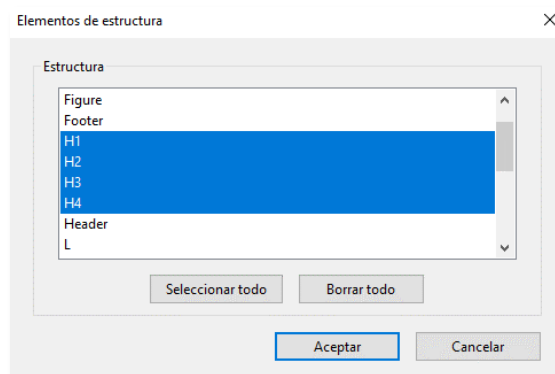 Elementos de estructura
Estructura
Figure
Footer
H1
H2
H3
H4
Header
L
Seleccionar todo Borrar todo
Aceptar Cancelar